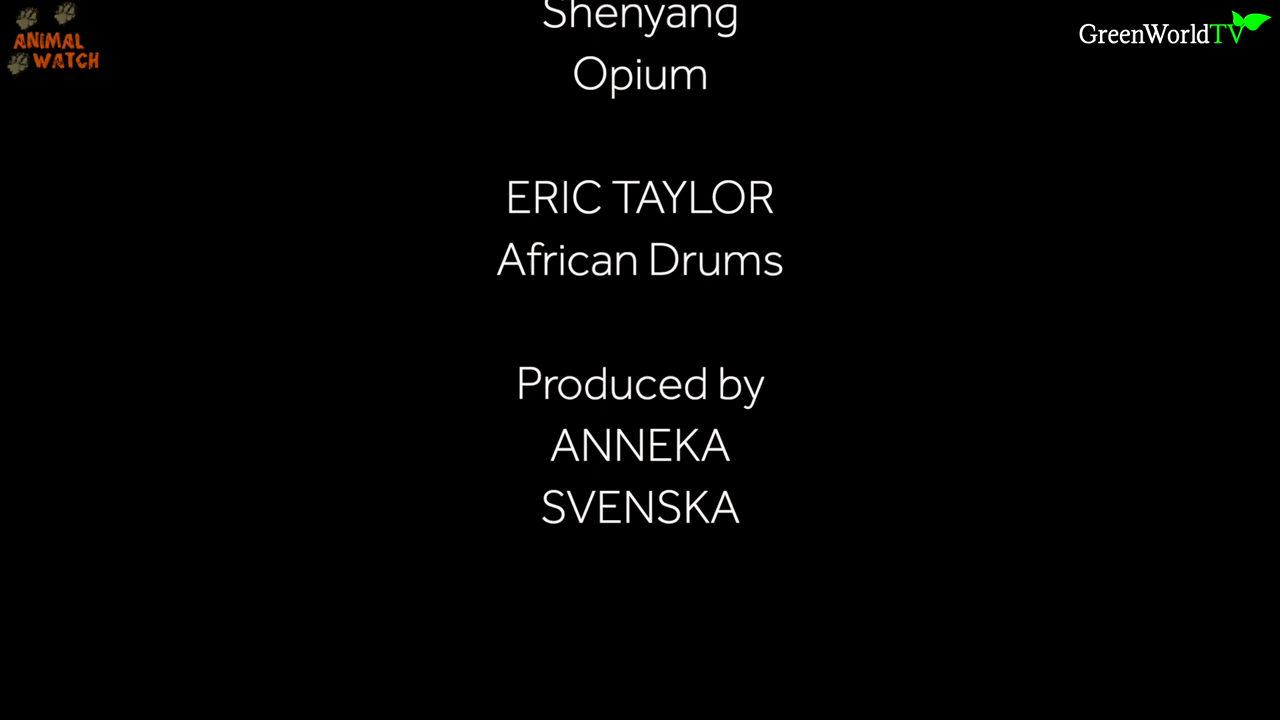 ANIMAL
WATCH
GreenWorldTV
Shenyang
Opium
ERIC TAYLOR
African Drums
Produced by
ANNEKA
SVENSKA